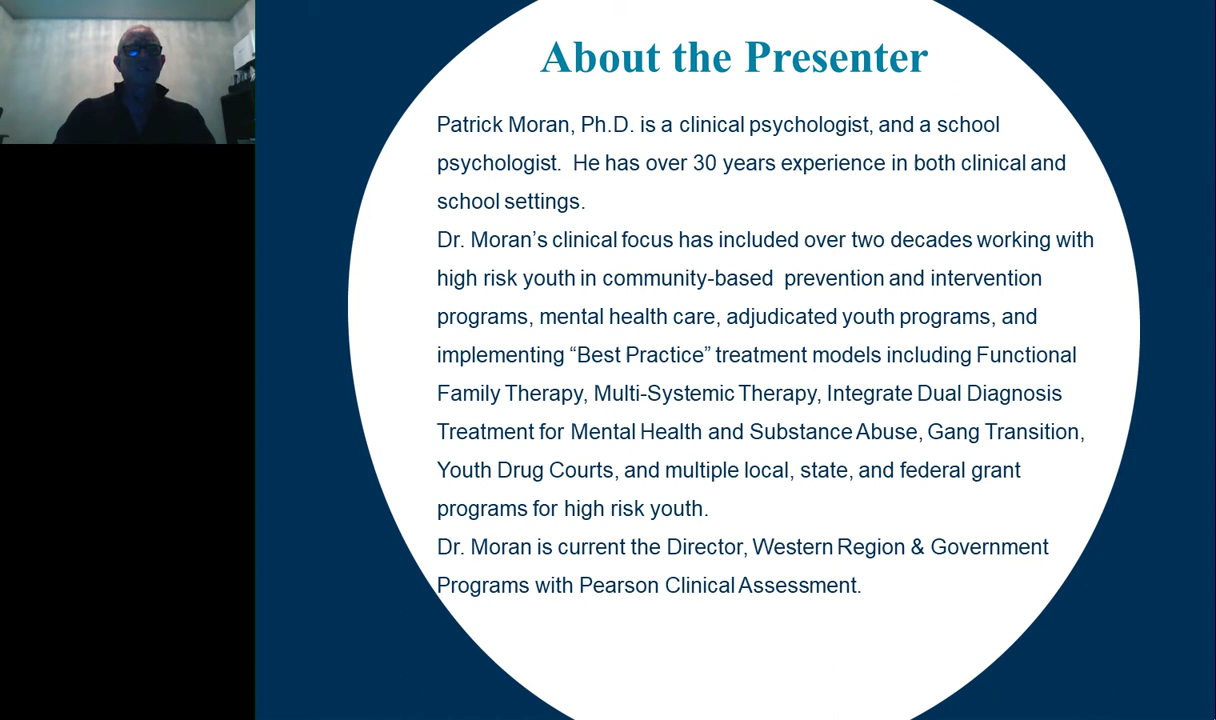 About the Presenter
Patrick Moran, Ph.D. is a clinical psychologist, and a school
psychologist.  He has over 30 years experience in both clinical and
school settings.
Dr. Moran’s clinical focus has included over two decades working with
high risk youth in community-based  prevention and intervention
programs, mental health care, adjudicated youth programs, and
implementing “Best Practice” treatment models including Functional
Family Therapy, Multi-Systemic Therapy, Integrate Dual Diagnosis
Treatment for Mental Health and Substance Abuse, Gang Transition,
Youth Drug Courts, and multiple local, state, and federal grant
programs for high risk youth.
Dr. Moran is current the Director, Western Region & Government
Programs with Pearson Clinical Assessment.